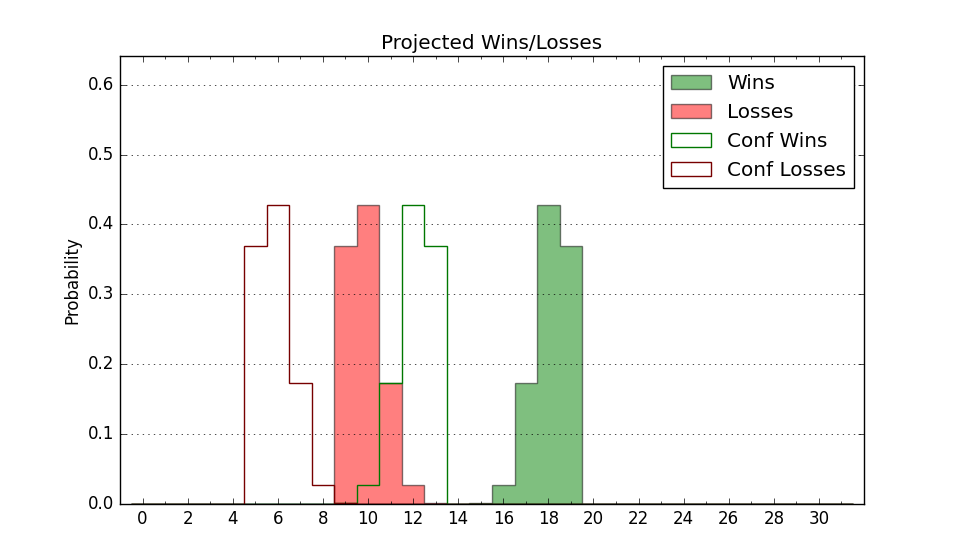 Projected Wins/Losses
Probability
0.6
0.5
0.4
0.3
0.2
0.1
0.0
0 2 4 6 8 10 12 14 16 18 20 22 24 26 28 30
Wins
Losses
Conf Wins
Conf Losses